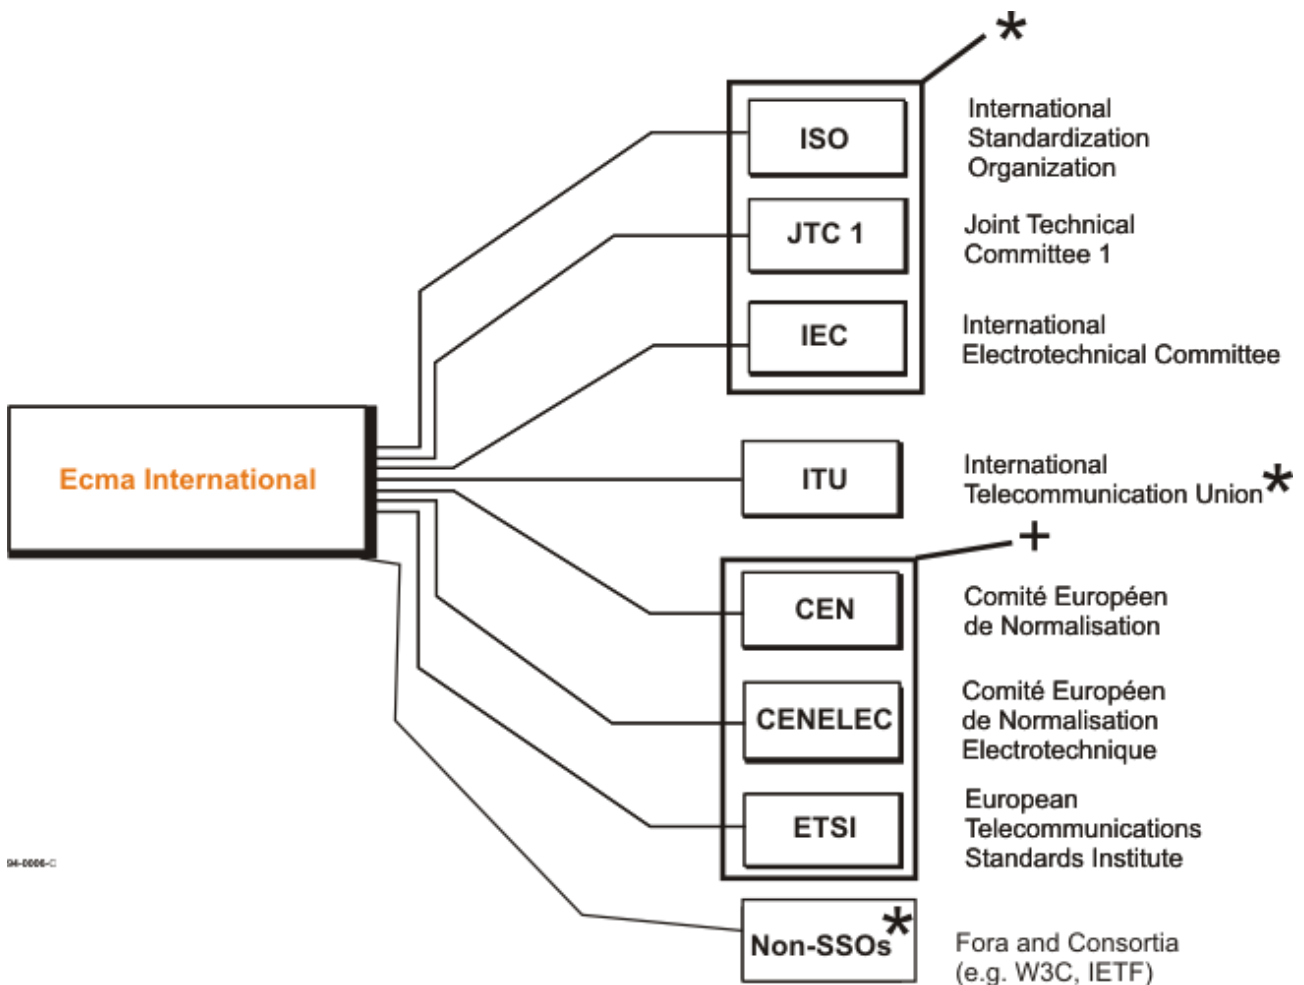 *
ISO
International
Standardization
Organization
JTC 1
Joint Technical
Committee 1
IEC
International
Electrotechnical Committee
Ecma International
ITU
International
Telecommunication Union*
+
CEN
Comité Européen
de Normalisation
CENELEC
Comité Européen
de Normalisation
Electrotechnique
ETSI
European
Telecommunications
Standards Institute
94-0006-C
Non-SSOs*
Fora and Consortia
(e.g. W3C, IETF)